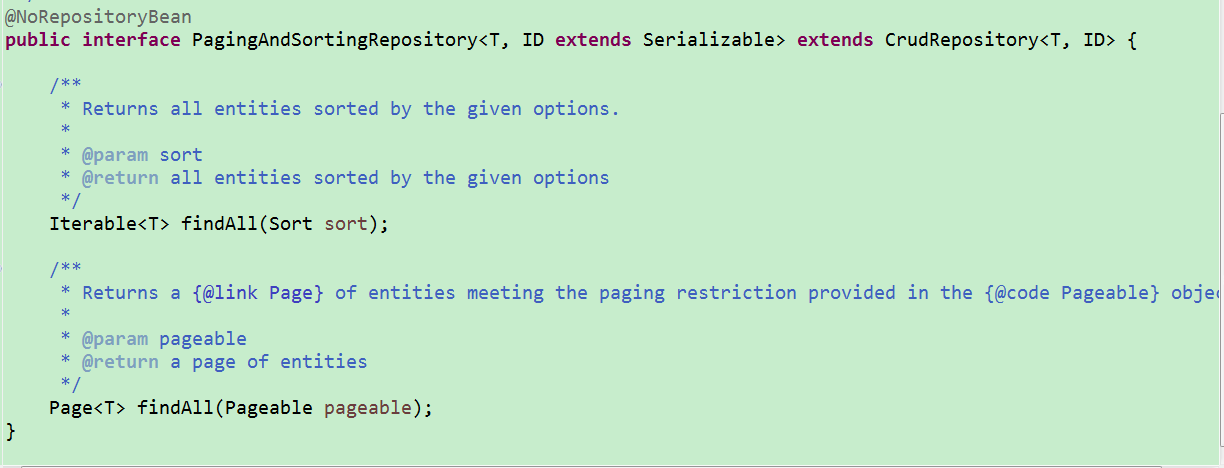 @NoRepositoryBean
public interface PagingAndSortingRepository<T, ID extends Serializable> extends CrudRepository<T, ID> {
/**
* Returns all entities sorted by the given options.
*
* @param sort
* @return all entities sorted by the given options
*/
Iterable<T> findAll(Sort sort);
/**
* Returns a {@link Page} of entities meeting the paging restriction provided in the {@code Pageable} objec
*
* @param pageable
* @return a page of entities
*/
Page<T> findAll(Pageable pageable);
}